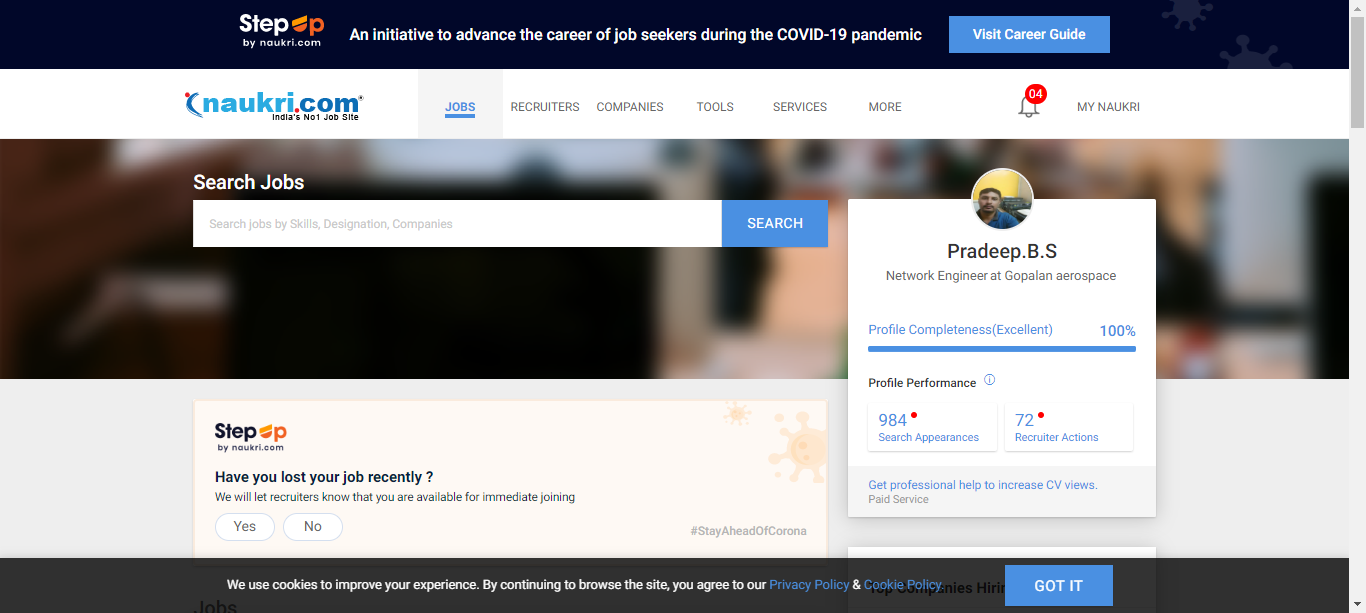 StepUp
by naukri.com
An initiative to advance the career of job seekers during the COVID-19 pandemic
Visit Career Guide
naukri.com
India's No1 Job Site
JOBS
RECRUITERS
COMPANIES
TOOLS
SERVICES
MORE
04
MY NAUKRI
Search Jobs
Search jobs by Skills, Designation, Companies
SEARCH
Pradeep.B.S
Network Engineer at Gopalan aerospace
Profile Completeness(Excellent)
100%
Profile Performance
984
Search Appearances
72
Recruiter Actions
Get professional help to increase CV views.
Paid Service
StepUp
by naukri.com
Have you lost your job recently ?
We will let recruiters know that you are available for immediate joining
Yes
No
#StayAheadOfCorona
We use cookies to improve your experience. By continuing to browse the site, you agree to our Privacy Policy & Cookie Policy.
GOT IT
Top Companies Hirin
Jobs